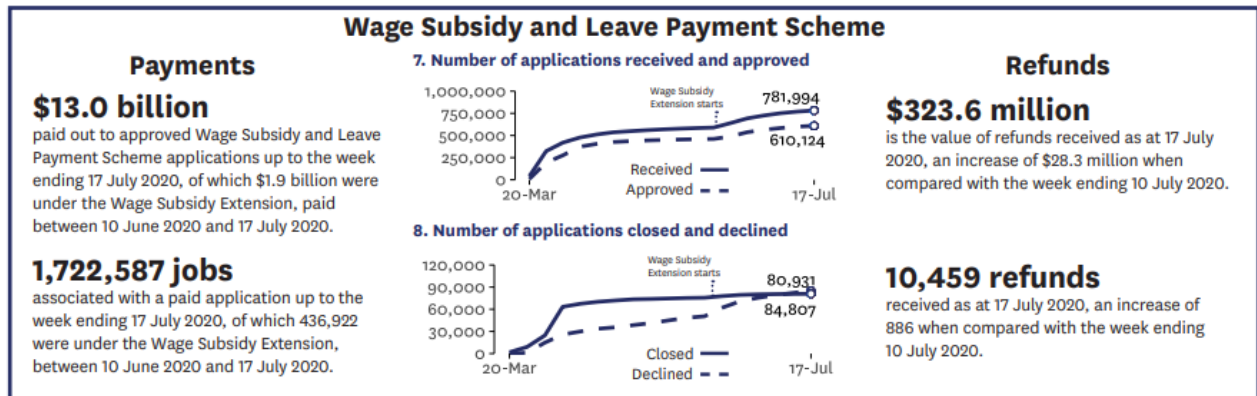 Wage Subsidy and Leave Payment Scheme
Payments
$13.0 billion
paid out to approved Wage Subsidy and Leave
Payment Scheme applications up to the week
ending 17 July 2020, of which $1.9 billion were
under the Wage Subsidy Extension, paid
between 10 June 2020 and 17 July 2020.
1,722,587 jobs
associated with a paid application up to the
week ending 17 July 2020, of which 436,922
were under the Wage Subsidy Extension,
between 10 June 2020 and 17 July 2020.
7. Number of applications received and approved
1,000,000
750,000
500,000
250,000
0
Wage Subsidy
Extension starts
781,994
610,124
Received
Approved
20-Mar
17-Jul
8. Number of applications closed and declined
120,000
90,000
60,000
30,000
0
Wage Subsidy
Extension starts
80,931
84,807
Closed
Declined
20-Mar
17-Jul
Refunds
$323.6 million
is the value of refunds received as at 17 July
2020, an increase of $28.3 million when
compared with the week ending 10 July 2020.
10,459 refunds
received as at 17 July 2020, an increase of
886 when compared with the week ending
10 July 2020.